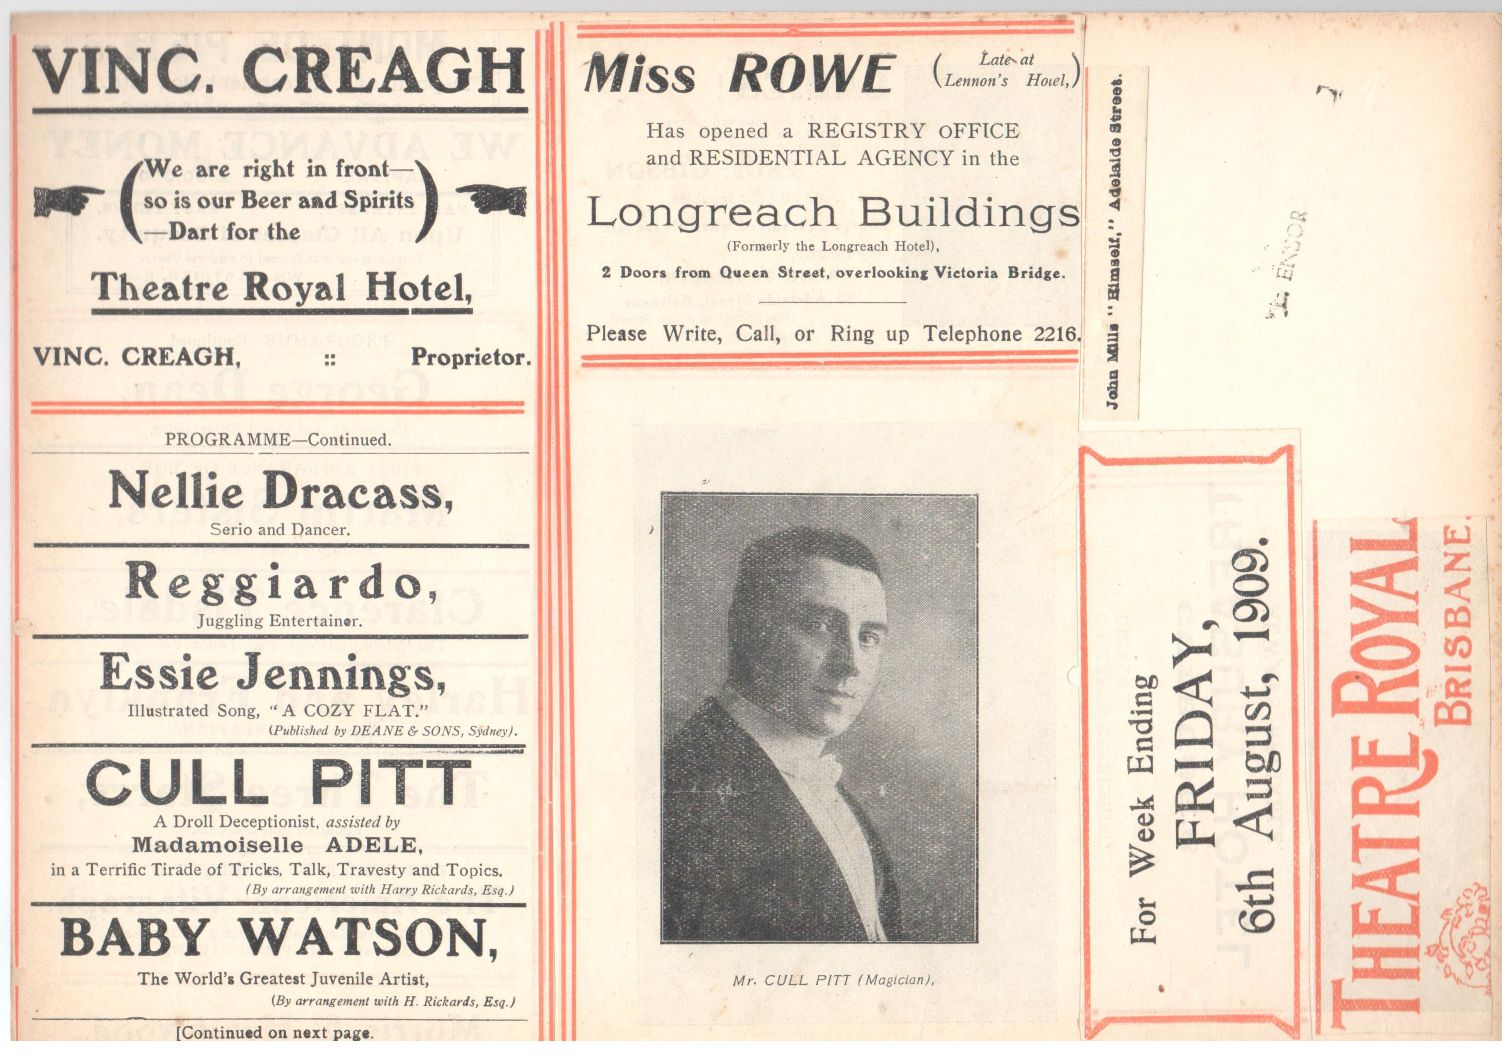 VINC. CREAGH
We are right in front—
so is our Beer and Spirits
—Dart for the
Theatre Royal Hotel,
VINC. CREAGH, :: Proprietor.
PROGRAMME—Continued.
Nellie Dracass,
Serio and Dancer.
Reggiardo,
Juggling Entertainer.
Essie Jennings,
Illustrated Song, “A COZY FLAT.”
(Published by DEANE & SONS, Sydney).
CULL PITT
A Droll Deceptionist, assisted by
Madamoiselle ADELE,
in a Terrific Tirade of Tricks, Talk, Travesty and Topics.
(By arrangement with Harry Rickards, Esq.)
BABY WATSON,
The World's Greatest Juvenile Artist,
(By arrangement with H. Rickards, Esq.)
[Continued on next page.
Miss ROWE (Late at
Lennon's Hotel,)
Has opened a REGISTRY OFFICE
and RESIDENTIAL AGENCY in the
Longreach Buildings
(Formerly the Longreach Hotel),
2 Doors from Queen Street, overlooking Victoria Bridge.
Please Write, Call, or Ring up Telephone 2216.
Mr. CULL PITT (Magician),
John Mills "Himself," Adelaide Street.
ENSOR
For Week Ending
FRIDAY,
6th August, 1909.
THEATRE ROYAL
BRISBANE.